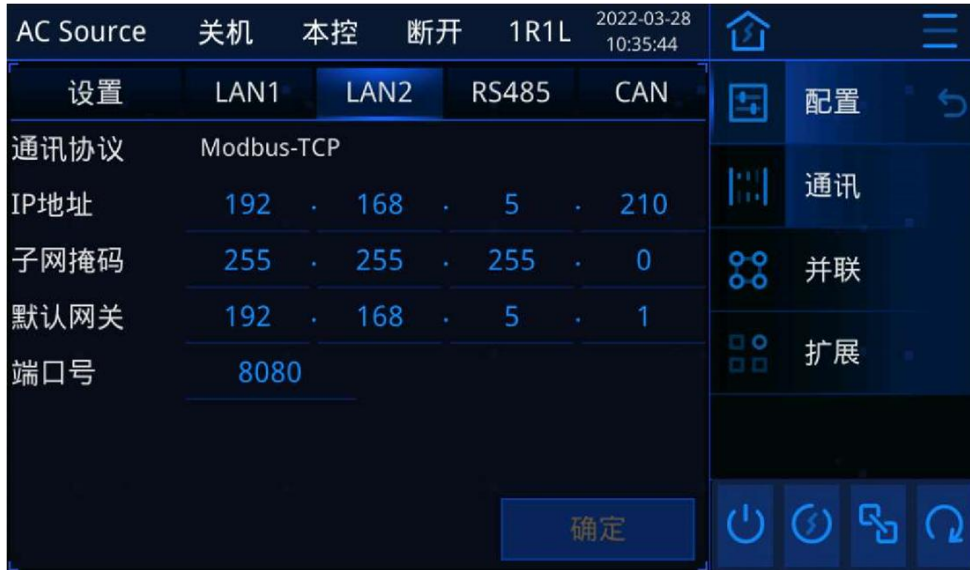 AC Source 关机 本控 断开 1R1L 2022-03-28 10:35:44
设置 LAN1 LAN2 RS485 CAN
通讯协议 Modbus-TCP
IP地址 192 . 168 . 5 . 210
子网掩码 255 . 255 . 255 . 0
默认网关 192 . 168 . 5 . 1
端口号 8080
确定
配置
通讯
并联
扩展